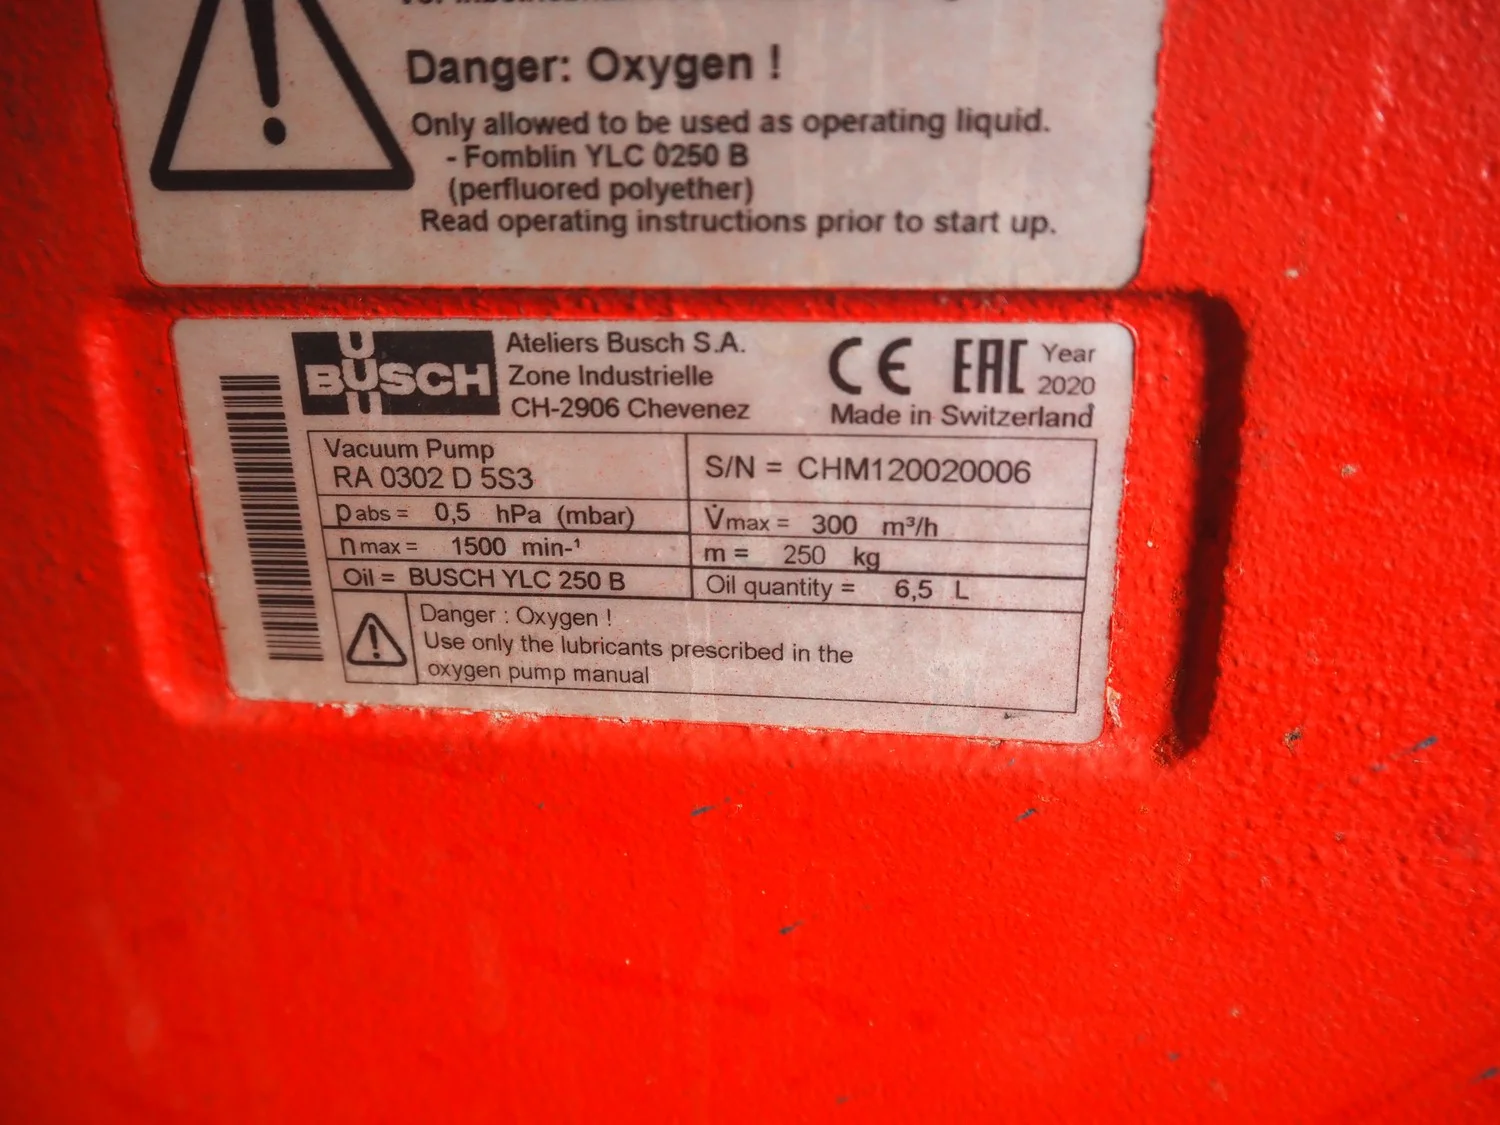 Danger: Oxygen !
Only allowed to be used as operating liquid.
- Fomblin YLC 0250 B
(perfluored polyether)
Read operating instructions prior to start up.
BUSCH
Ateliers Busch S.A.
Zone Industrielle
CH-2906 Chevenez
CE EAC Year
2020
Made in Switzerland
Vacuum Pump
RA 0302 D 5S3
S/N = CHM120020006
p abs = 0,5 hPa (mbar)
V̇max = 300 m³/h
n max = 1500 min-¹
m = 250 kg
Oil = BUSCH YLC 250 B
Oil quantity = 6,5 L
Danger : Oxygen !
Use only the lubricants prescribed in the
oxygen pump manual